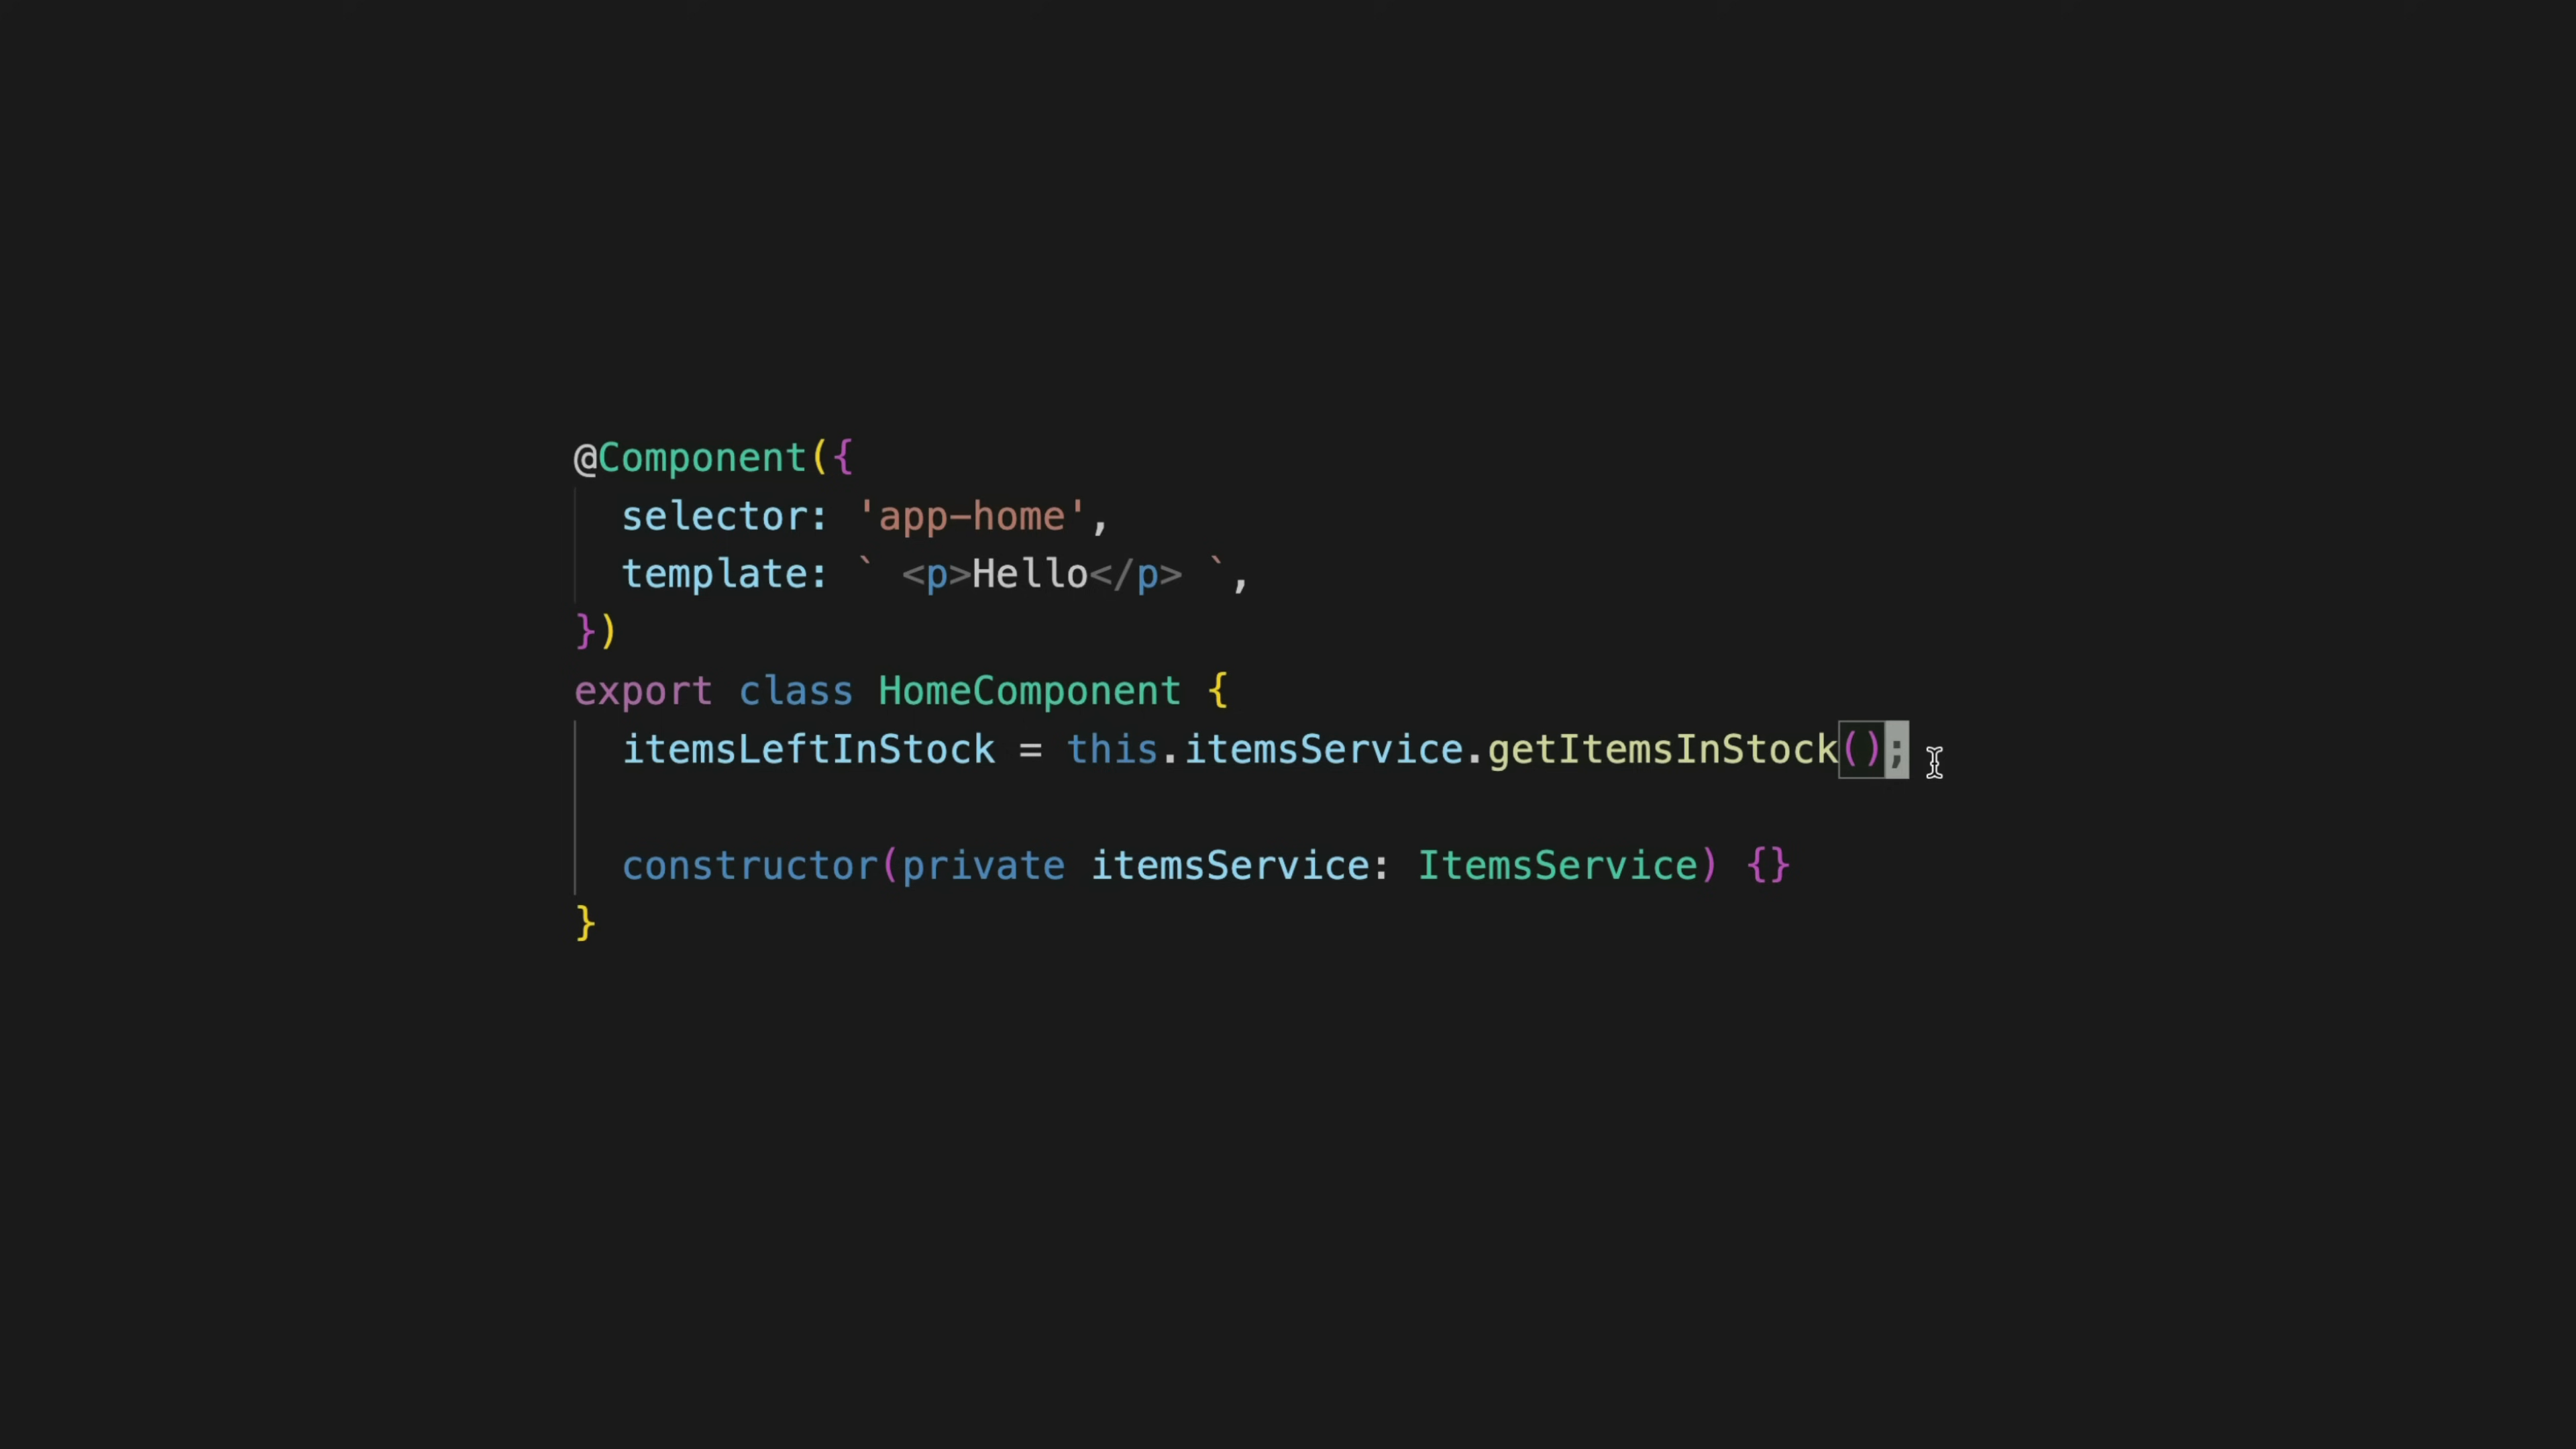 @Component({
  selector: 'app-home',
  template: ` <p>Hello</p> `,
})
export class HomeComponent {
  itemsLeftInStock = this.itemsService.getItemsInStock();

  constructor(private itemsService: ItemsService) {}
}